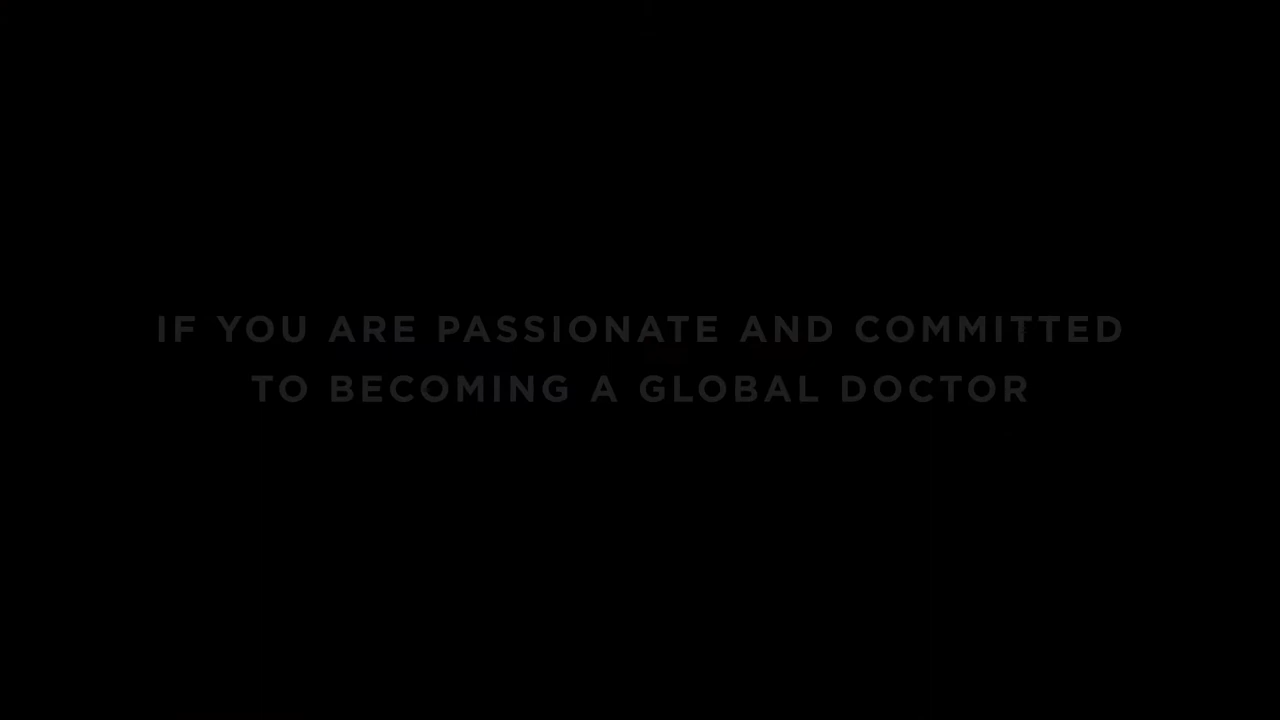 IF YOU ARE PASSIONATE AND COMMITTED
TO BECOMING A GLOBAL DOCTOR